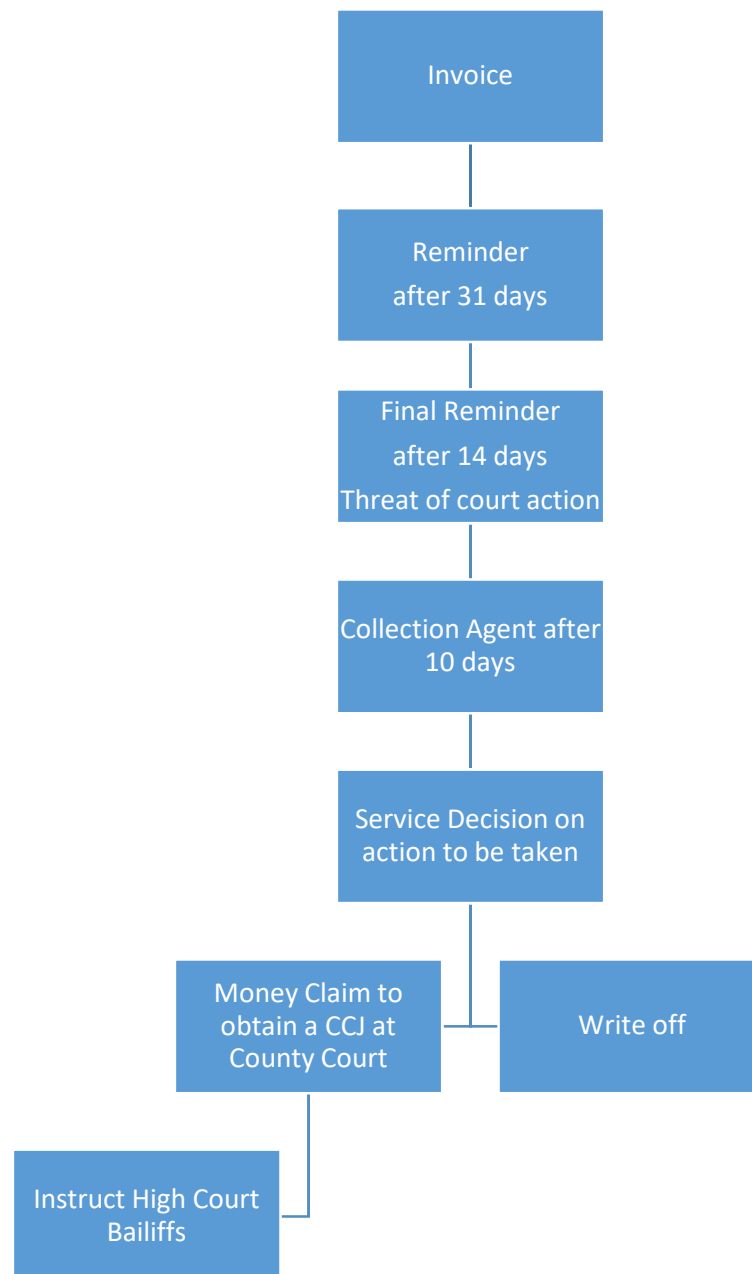 Invoice
Reminder
after 31 days
Final Reminder
after 14 days
Threat of court action
Collection Agent after
10 days
Service Decision on
action to be taken
Money Claim to
obtain a CCJ at
County Court
Write off
Instruct High Court
Bailiffs